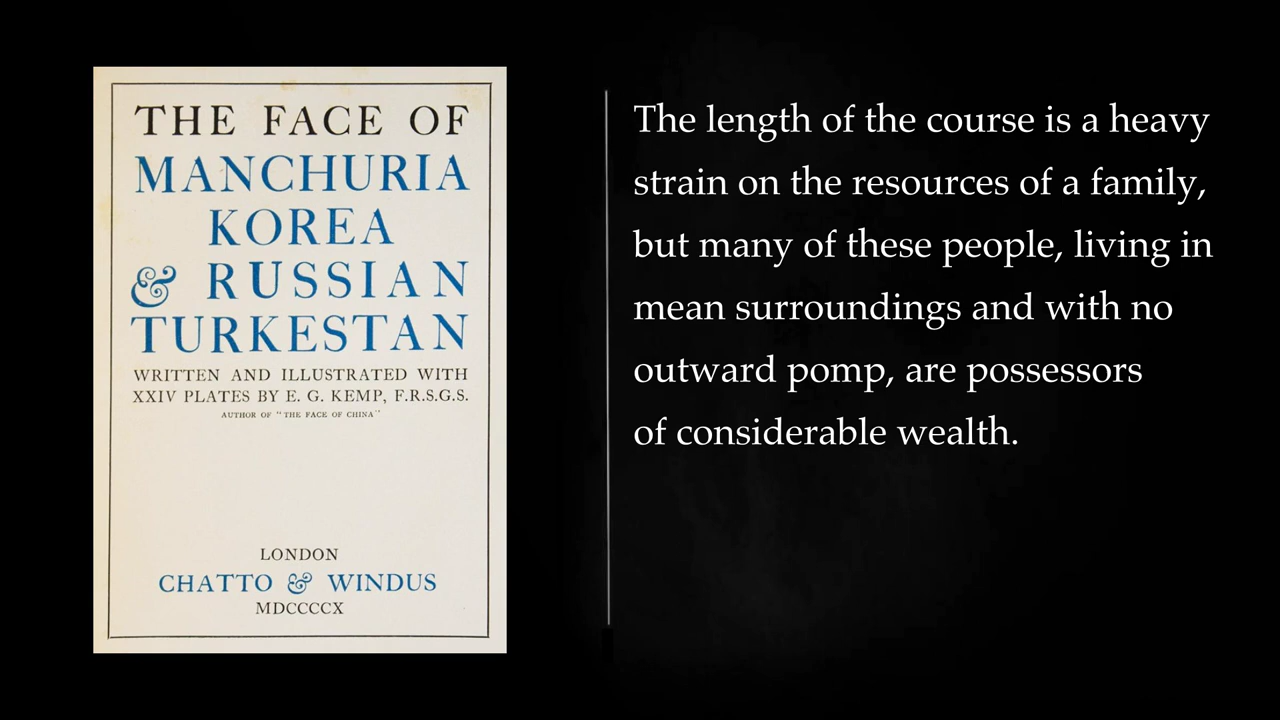 THE FACE OF
MANCHURIA
KOREA
& RUSSIAN
TURKESTAN
WRITTEN AND ILLUSTRATED WITH
XXIV PLATES BY E. G. KEMP, F.R.S.G.S.
AUTHOR OF "THE FACE OF CHINA"
LONDON
CHATTO & WINDUS
MDCCCCX
The length of the course is a heavy
strain on the resources of a family,
but many of these people, living in
mean surroundings and with no
outward pomp, are possessors
of considerable wealth.